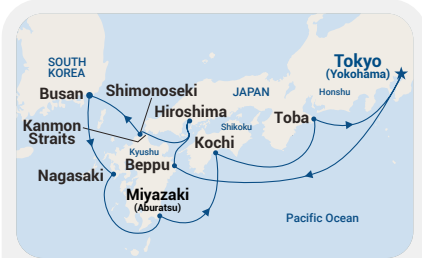 SOUTH
KOREA
Tokyo
(Yokohama)
Shimonoseki
JAPAN
Busan
Honshu
Hiroshima
Toba
Kanmon
Straits
Shikoku
Kochi
Kyushu
Beppu
Nagasaki
Miyazaki
(Aburatsu)
Pacific Ocean